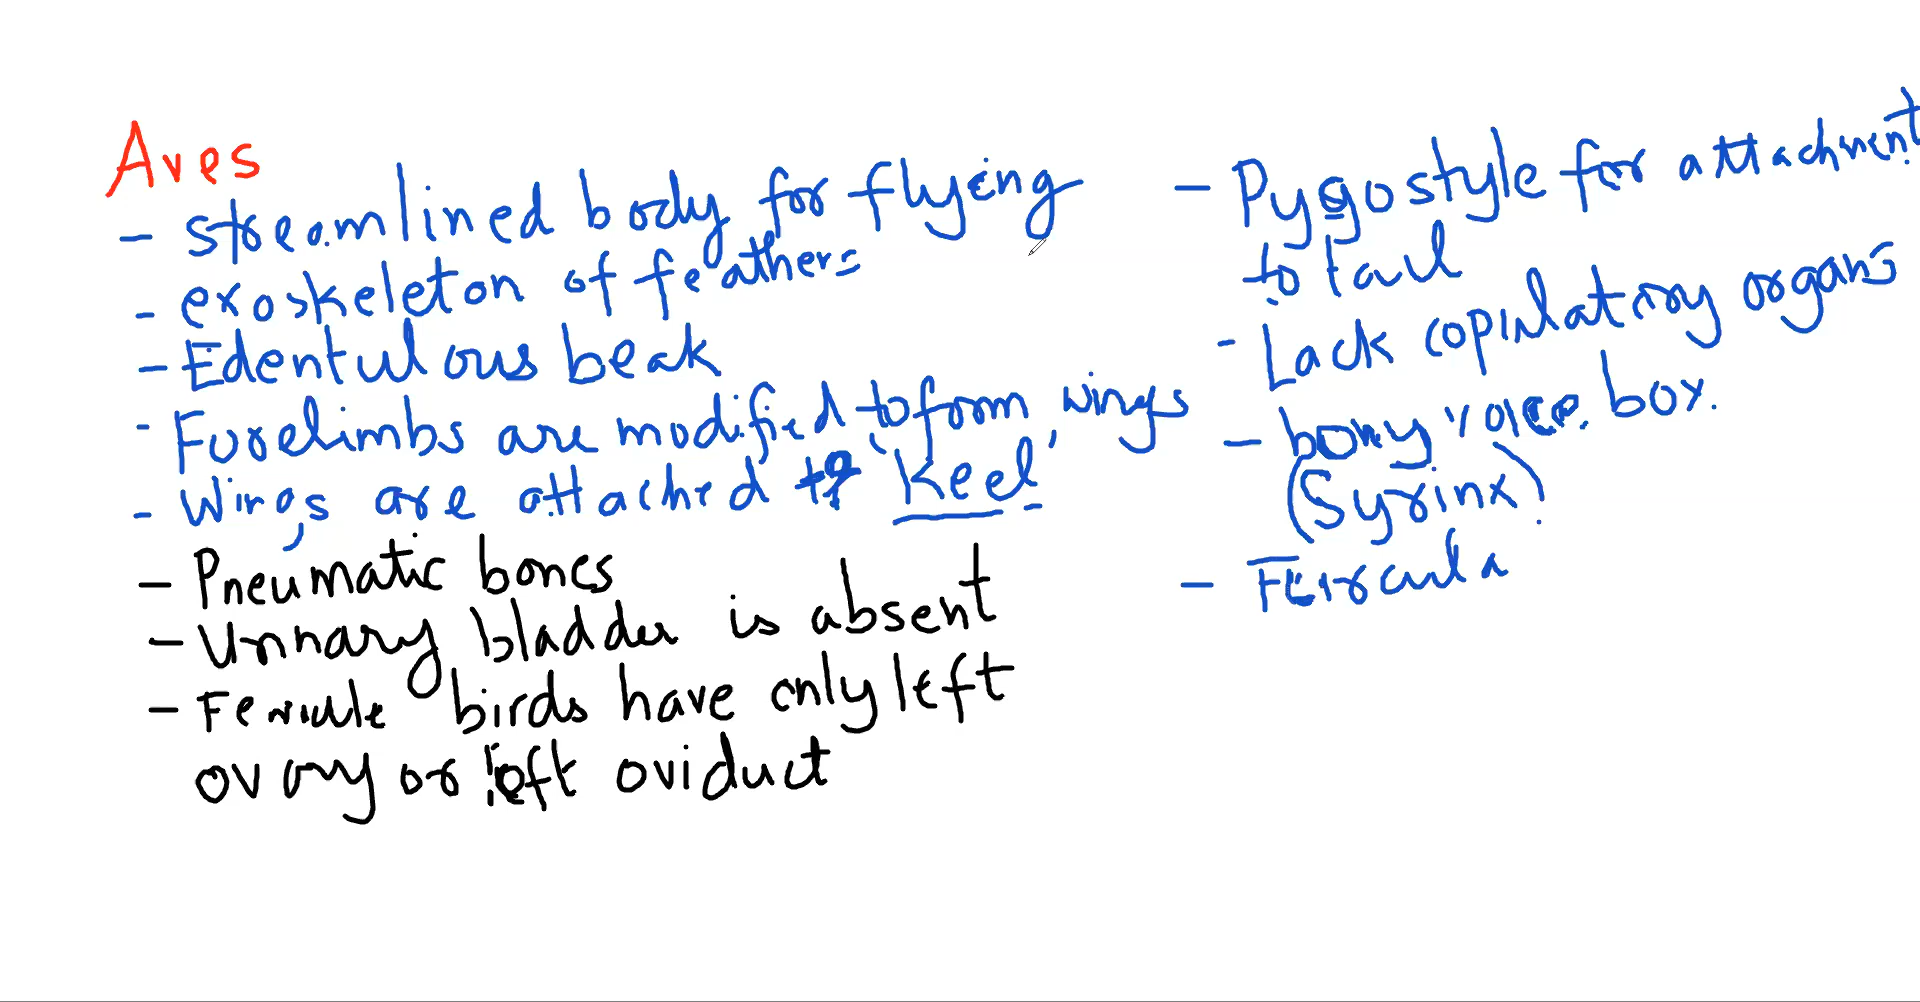 Aves
- streamlined body for flying
- exoskeleton of feathers
- Edentulous beak
- Forelimbs are modified to form wings
- Wings are attached to 'Keel'
- Pneumatic bones
- Urinary bladder is absent
- Female birds have only left
ovary or left oviduct
- Pygostyle for attachment
to tail
- Lack copulatory organs
- bony voice box.
(Syrinx)
- Furcula